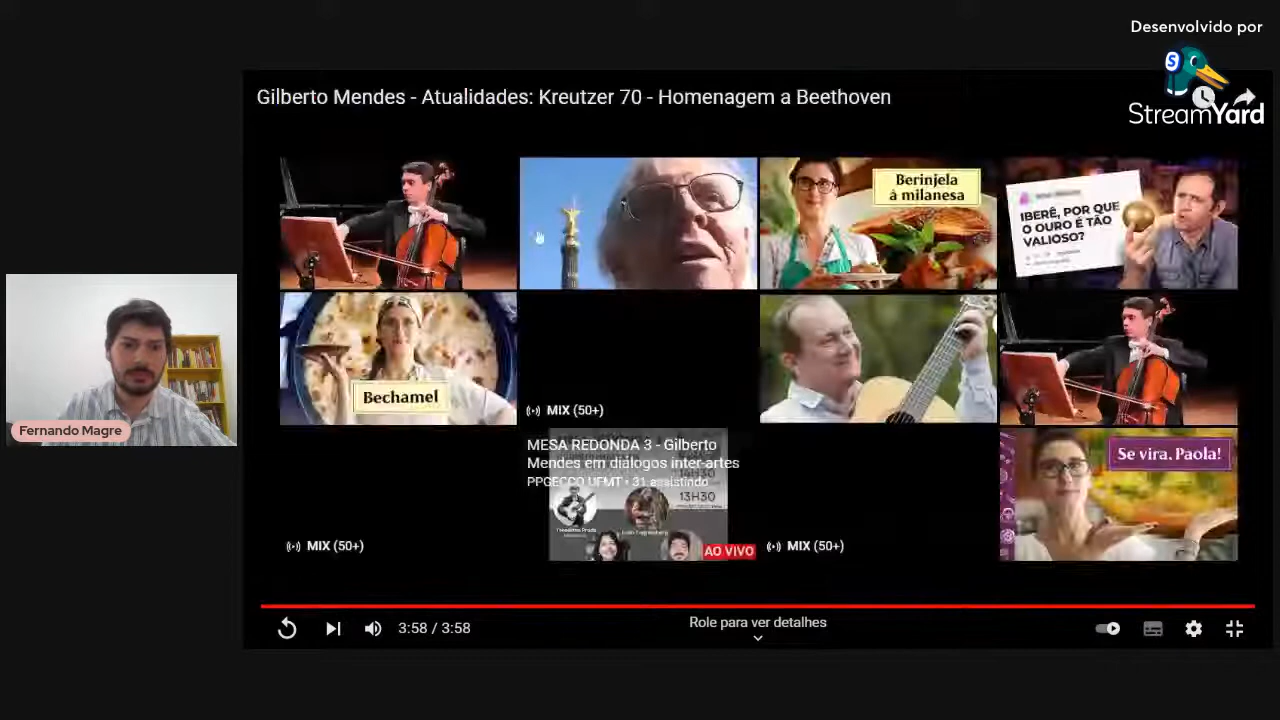 Desenvolvido por
StreamYard
Gilberto Mendes - Atualidades: Kreutzer 70 - Homenagem a Beethoven
Berinjela
à milanesa
IBERÊ, POR QUE
O OURO É TÃO
VALIOSO?
Bechamel
MIX (50+)
MESA REDONDA 3 - Gilberto
Mendes em diálogos inter-artes
PPGECCO UFMT • 31 assistindo
14H30
13H30
AO VIVO
Se vira, Paola!
MIX (50+)
MIX (50+)
Fernando Magre
3:58 / 3:58
Role para ver detalhes